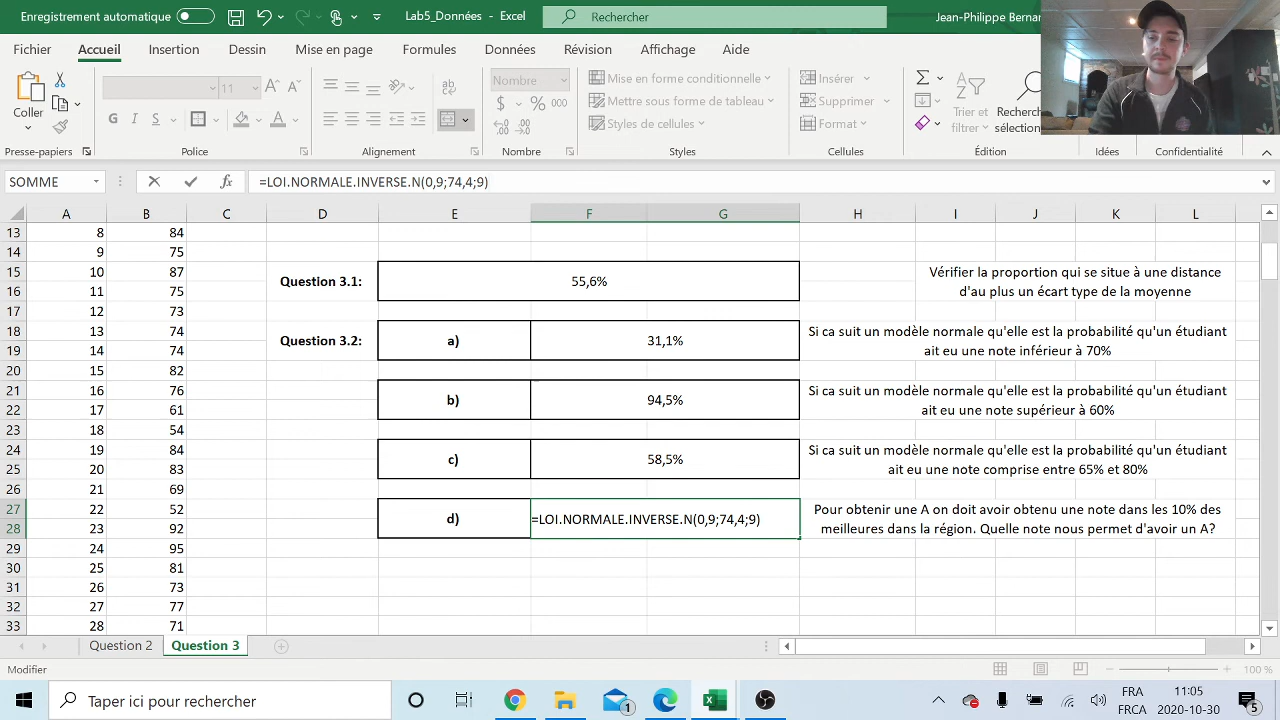 Enregistrement automatique
Lab5_Données - Excel
Rechercher
Jean-Philippe
Fichier Accueil Insertion Dessin Mise en page Formules Données Révision Affichage Aide
Coller
11
Nombre
Mise en forme conditionnelle
Mettre sous forme de tableau
Styles de cellules
Insérer
Supprimer
Format
Trier et
filtrer
G I S
$ % 000
Presse-papiers Police Alignement Nombre Styles Cellules Édition Idées Confidentialité
SOMME fx =LOI.NORMALE.INVERSE.N(0,9;74,4;9)
A B C D E F G H I J K L
13 8 84
14 9 75
15 10 87
16 11 75
17 12 73
18 13 74
19 14 74
20 15 82
21 16 76
22 17 61
23 18 54
24 19 84
25 20 83
26 21 69
27 22 52
28 23 92
29 24 95
30 25 81
31 26 73
32 27 77
33 28 71
Question 3.1: 55,6%
Vérifier la proportion qui se situe à une distance
d'au plus un écart type de la moyenne
Question 3.2: a) 31,1%
Si ca suit un modèle normale qu'elle est la probabilité qu'un étudiant
ait eu une note inférieur à 70%
b) 94,5%
Si ca suit un modèle normale qu'elle est la probabilité qu'un étudiant
ait eu une note supérieur à 60%
c) 58,5%
Si ca suit un modèle normale qu'elle est la probabilité qu'un étudiant
ait eu une note comprise entre 65% et 80%
d) =LOI.NORMALE.INVERSE.N(0,9;74,4;9)
Pour obtenir une A on doit avoir obtenu une note dans les 10% des
meilleures dans la région. Quelle note nous permet d'avoir un A?
Question 2 Question 3
Modifier
100 %
Taper ici pour rechercher
1
FRA
FRCA
11:05
2020-10-30
5